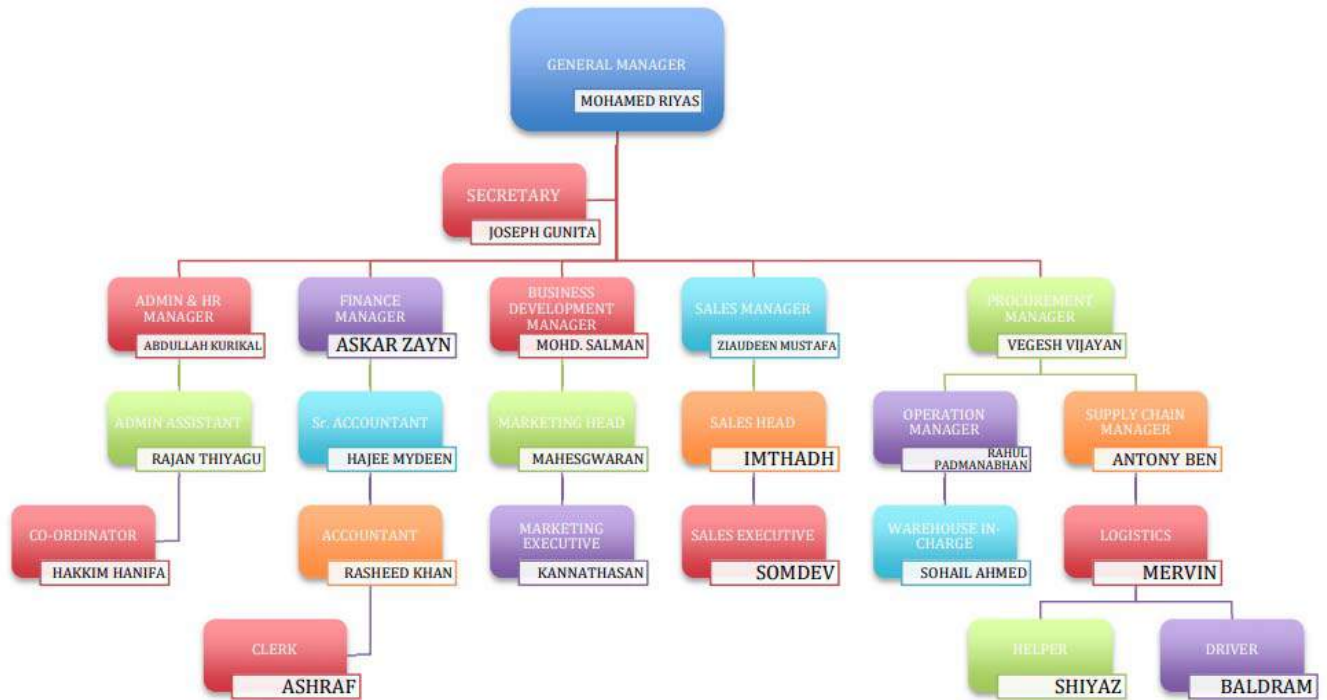 GENERAL MANAGER
MOHAMED RIYAS
SECRETARY
JOSEPH GUNITA
ADMIN & HR
MANAGER
ABDULLAH KURIKAL
FINANCE
MANAGER
ASKAR ZAYN
BUSINESS
DEVELOPMENT
MANAGER
MOHD. SALMAN
SALES MANAGER
ZIAUDEEN MUSTAFA
PROCUREMENT
MANAGER
VEGESH VIJAYAN
ADMIN ASSISTANT
RAJAN THIYAGU
Sr. ACCOUNTANT
HAJEE MYDEEN
MARKETING HEAD
MAHESGWARAN
SALES HEAD
IMTHADH
OPERATION
MANAGER
RAHUL
PADMANABHAN
SUPPLY CHAIN
MANAGER
ANTONY BEN
CO-ORDINATOR
HAKKIM HANIFA
ACCOUNTANT
RASHEED KHAN
MARKETING
EXECUTIVE
KANNATHASAN
SALES EXECUTIVE
SOMDEV
WAREHOUSE IN-
CHARGE
SOHAIL AHMED
LOGISTICS
MERVIN
CLERK
ASHRAF
HELPER
SHIYAZ
DRIVER
BALDRAM